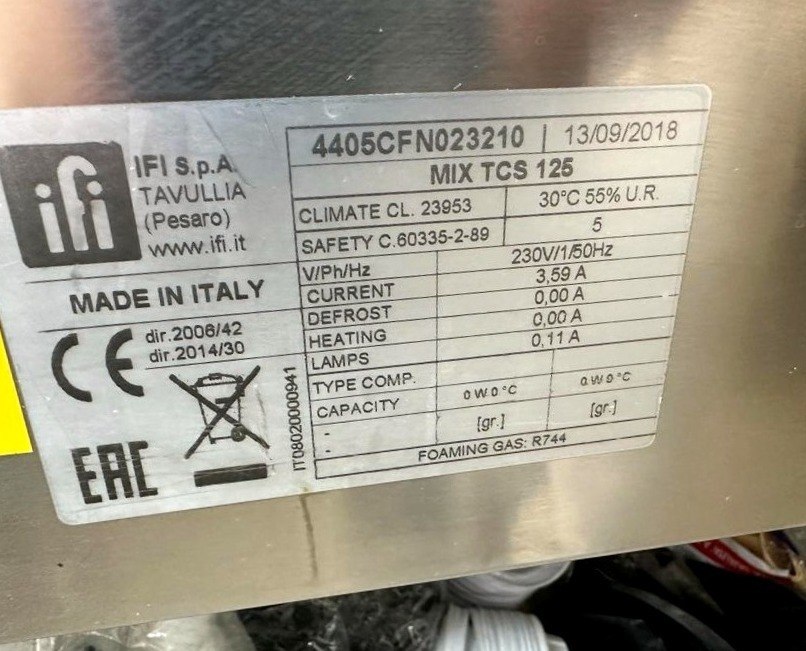 ifi
IFI S.p.A.
TAVULLIA
(Pesaro)
www.ifi.it
MADE IN ITALY
CE
dir.2006/42
dir.2014/30
EAC
IT08020000941
4405CFN023210 | 13/09/2018
MIX TCS 125
CLIMATE CL. 23953 30°C 55% U.R.
SAFETY C.60335-2-89 5
V/Ph/Hz 230V/1/50Hz
CURRENT 3,59 A
DEFROST 0,00 A
HEATING 0,00 A
LAMPS 0,11 A
TYPE COMP.
CAPACITY 0 W 0 °C 0 W 0 °C
- [gr.] [gr.]
-
FOAMING GAS: R744